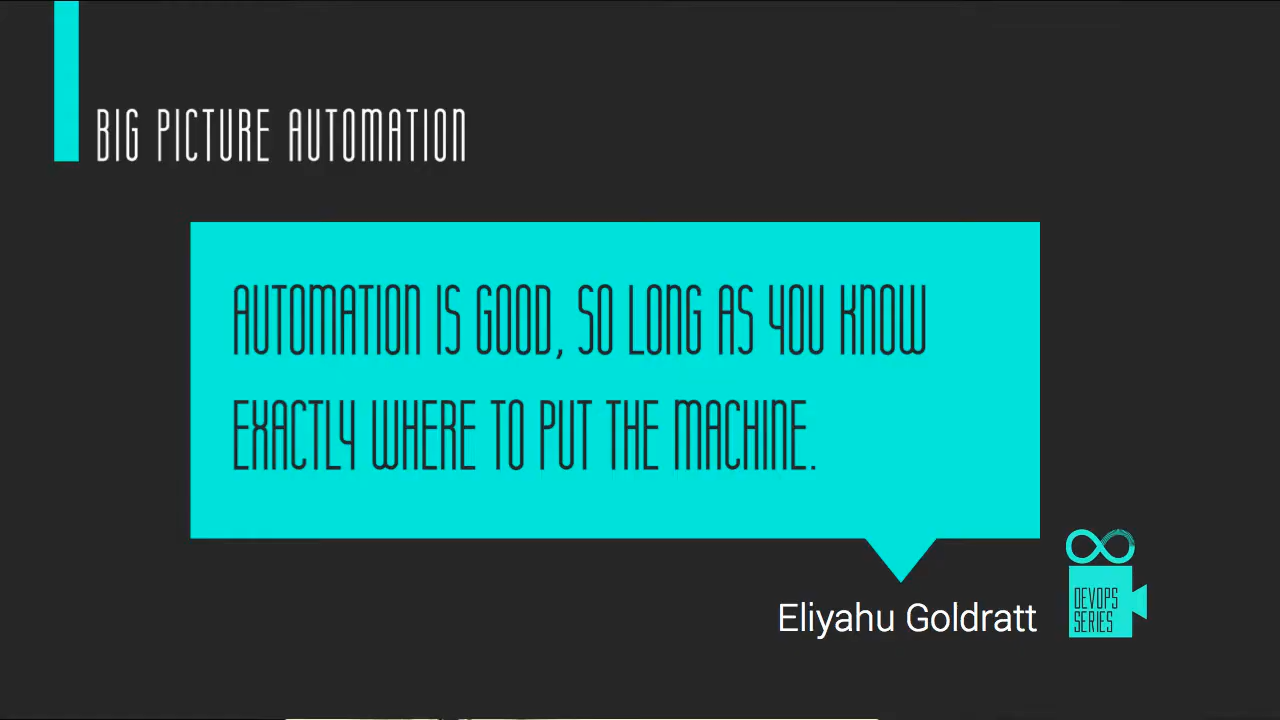 BIG PICTURE AUTOMATION
AUTOMATION IS GOOD, SO LONG AS YOU KNOW
EXACTLY WHERE TO PUT THE MACHINE.
Eliyahu Goldratt
DEVOPS
SERIES